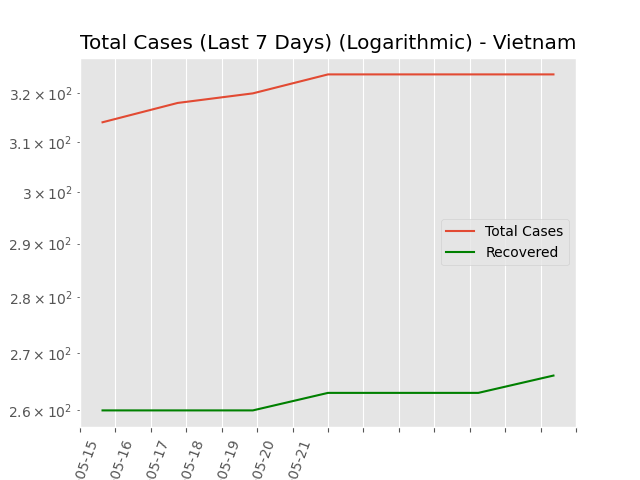 Total Cases (Last 7 Days) (Logarithmic) - Vietnam
3.2 × 10²
3.1 × 10²
3 × 10²
2.9 × 10²
2.8 × 10²
2.7 × 10²
2.6 × 10²
Total Cases
Recovered
05-15
05-16
05-17
05-18
05-19
05-20
05-21